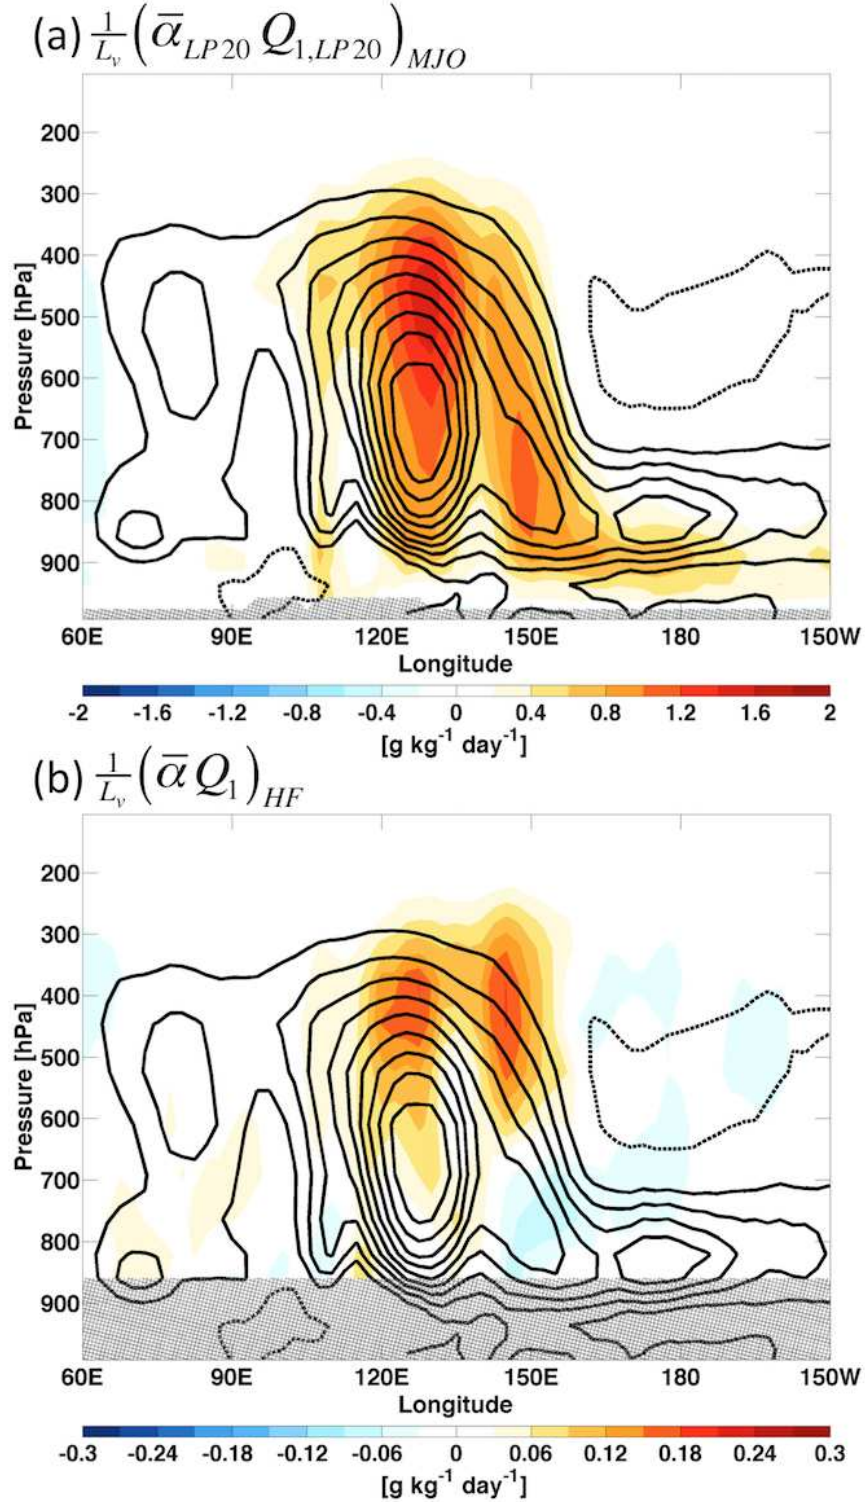 (a) 1/Lᵥ (ᾱ_LP20 Q_1,LP20)_MJO
200
300
400
500
600
700
800
900
Pressure [hPa]
60E 90E 120E 150E 180 150W
Longitude
-2 -1.6 -1.2 -0.8 -0.4 0 0.4 0.8 1.2 1.6 2
[g kg⁻¹ day⁻¹]
(b) 1/Lᵥ (ᾱ Q₁)_HF
200
300
400
500
600
700
800
900
Pressure [hPa]
60E 90E 120E 150E 180 150W
Longitude
-0.3 -0.24 -0.18 -0.12 -0.06 0 0.06 0.12 0.18 0.24 0.3
[g kg⁻¹ day⁻¹]